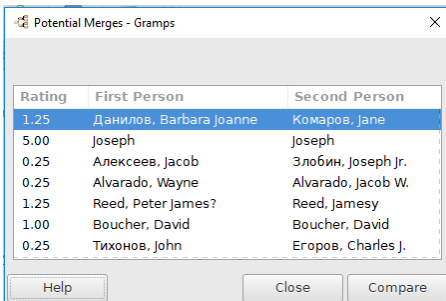 Potential Merges - Gramps
Rating First Person Second Person
1.25 Данилов, Barbara Joanne Комаров, Jane
5.00 Joseph Joseph
0.25 Алексеев, Jacob Злобин, Joseph Jr.
0.25 Alvarado, Wayne Alvarado, Jacob W.
1.25 Reed, Peter James? Reed, Jamesy
1.00 Boucher, David Boucher, David
0.25 Тихонов, John Егоров, Charles J.
Help Close Compare